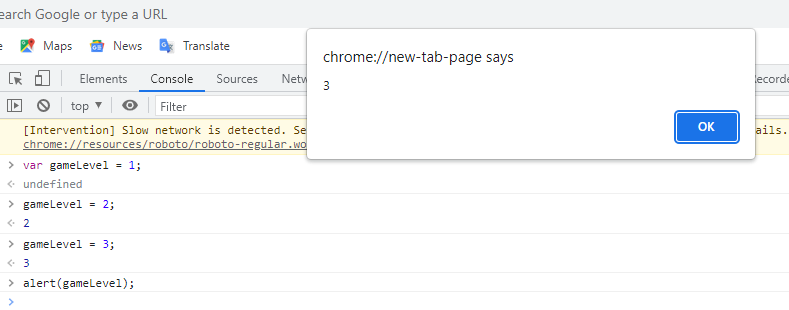 earch Google or type a URL
Maps News Translate
chrome://new-tab-page says
3
OK
Elements Console Sources
top Filter
[Intervention] Slow network is detected. Se ails.
chrome://resources/roboto/roboto-regular.wo
> var gameLevel = 1;
<· undefined
> gameLevel = 2;
<· 2
> gameLevel = 3;
<· 3
> alert(gameLevel);
>